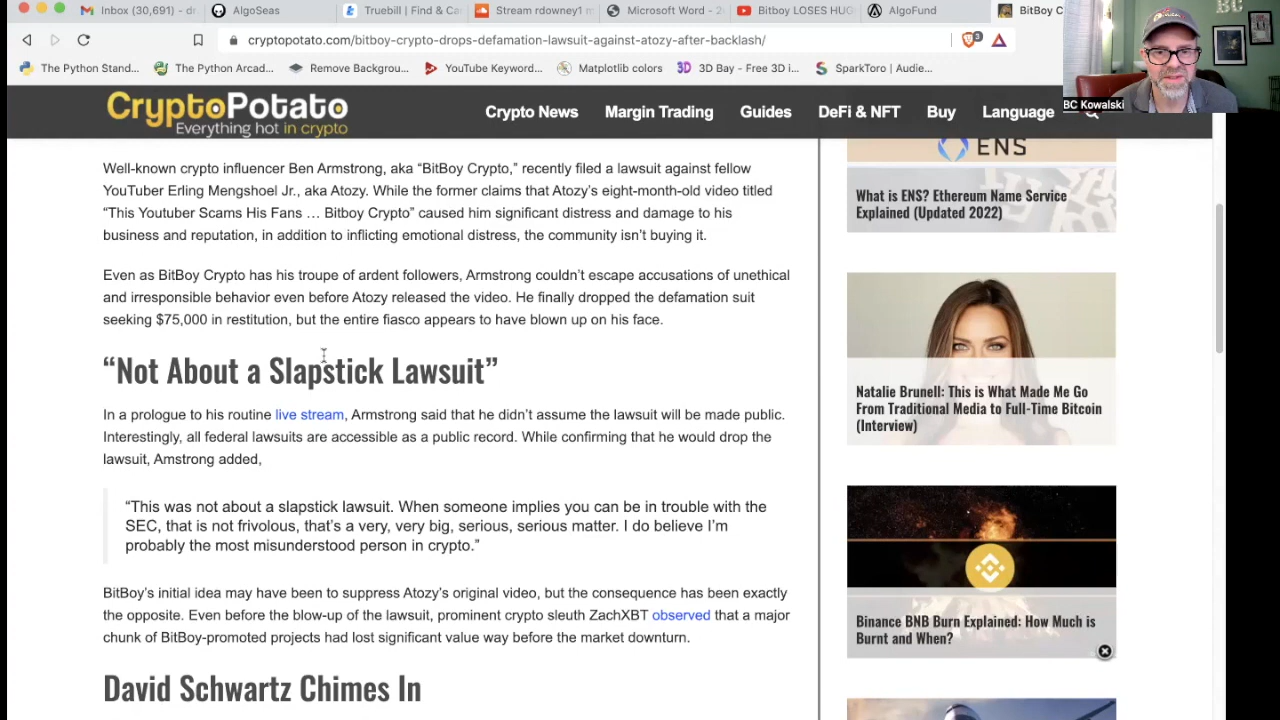 Inbox (30,691) - dr
AlgoSeas
Truebill | Find & Ca
Stream rdowney1 m
Microsoft Word - 2
Bitboy LOSES HUG
AlgoFund
BitBoy C
cryptopotato.com/bitboy-crypto-drops-defamation-lawsuit-against-atozy-after-backlash/
3
The Python Stand...
The Python Arcad...
Remove Backgrou...
YouTube Keyword...
Matplotlib colors
3D Bay - Free 3D i...
SparkToro | Audie...
BC Kowalski
CryptoPotato
Everything hot in crypto
Crypto News
Margin Trading
Guides
DeFi & NFT
Buy
Language
Well-known crypto influencer Ben Armstrong, aka “BitBoy Crypto,” recently filed a lawsuit against fellow
YouTuber Erling Mengshoel Jr., aka Atozy. While the former claims that Atozy’s eight-month-old video titled
“This Youtuber Scams His Fans … Bitboy Crypto” caused him significant distress and damage to his
business and reputation, in addition to inflicting emotional distress, the community isn’t buying it.
Even as BitBoy Crypto has his troupe of ardent followers, Armstrong couldn’t escape accusations of unethical
and irresponsible behavior even before Atozy released the video. He finally dropped the defamation suit
seeking $75,000 in restitution, but the entire fiasco appears to have blown up on his face.
“Not About a Slapstick Lawsuit”
In a prologue to his routine live stream, Armstrong said that he didn’t assume the lawsuit will be made public.
Interestingly, all federal lawsuits are accessible as a public record. While confirming that he would drop the
lawsuit, Amstrong added,
“This was not about a slapstick lawsuit. When someone implies you can be in trouble with the
SEC, that is not frivolous, that’s a very, very big, serious, serious matter. I do believe I’m
probably the most misunderstood person in crypto.”
BitBoy’s initial idea may have been to suppress Atozy’s original video, but the consequence has been exactly
the opposite. Even before the blow-up of the lawsuit, prominent crypto sleuth ZachXBT observed that a major
chunk of BitBoy-promoted projects had lost significant value way before the market downturn.
David Schwartz Chimes In
ENS
What is ENS? Ethereum Name Service
Explained (Updated 2022)
Natalie Brunell: This is What Made Me Go
From Traditional Media to Full-Time Bitcoin
(Interview)
Binance BNB Burn Explained: How Much is
Burnt and When?